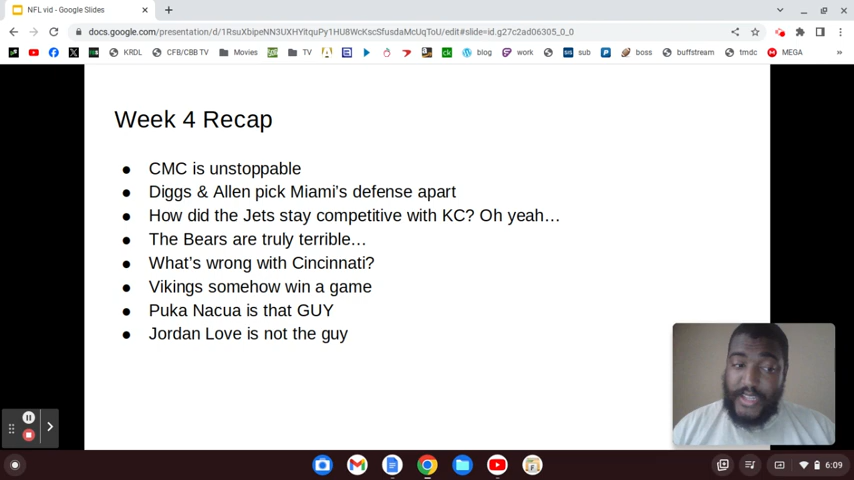 NFL vid - Google Slides
docs.google.com/presentation/d/1RsuXbipeNN3UXHYitquPy1HU8WcKscSfusdaMcUqToU/edit#slide=id.g27c2ad06305_0_0
KRDL CFB/CBB TV Movies TV blog work sub boss buffstream tmdc MEGA
Week 4 Recap
● CMC is unstoppable
● Diggs & Allen pick Miami's defense apart
● How did the Jets stay competitive with KC? Oh yeah…
● The Bears are truly terrible…
● What's wrong with Cincinnati?
● Vikings somehow win a game
● Puka Nacua is that GUY
● Jordan Love is not the guy
6:09